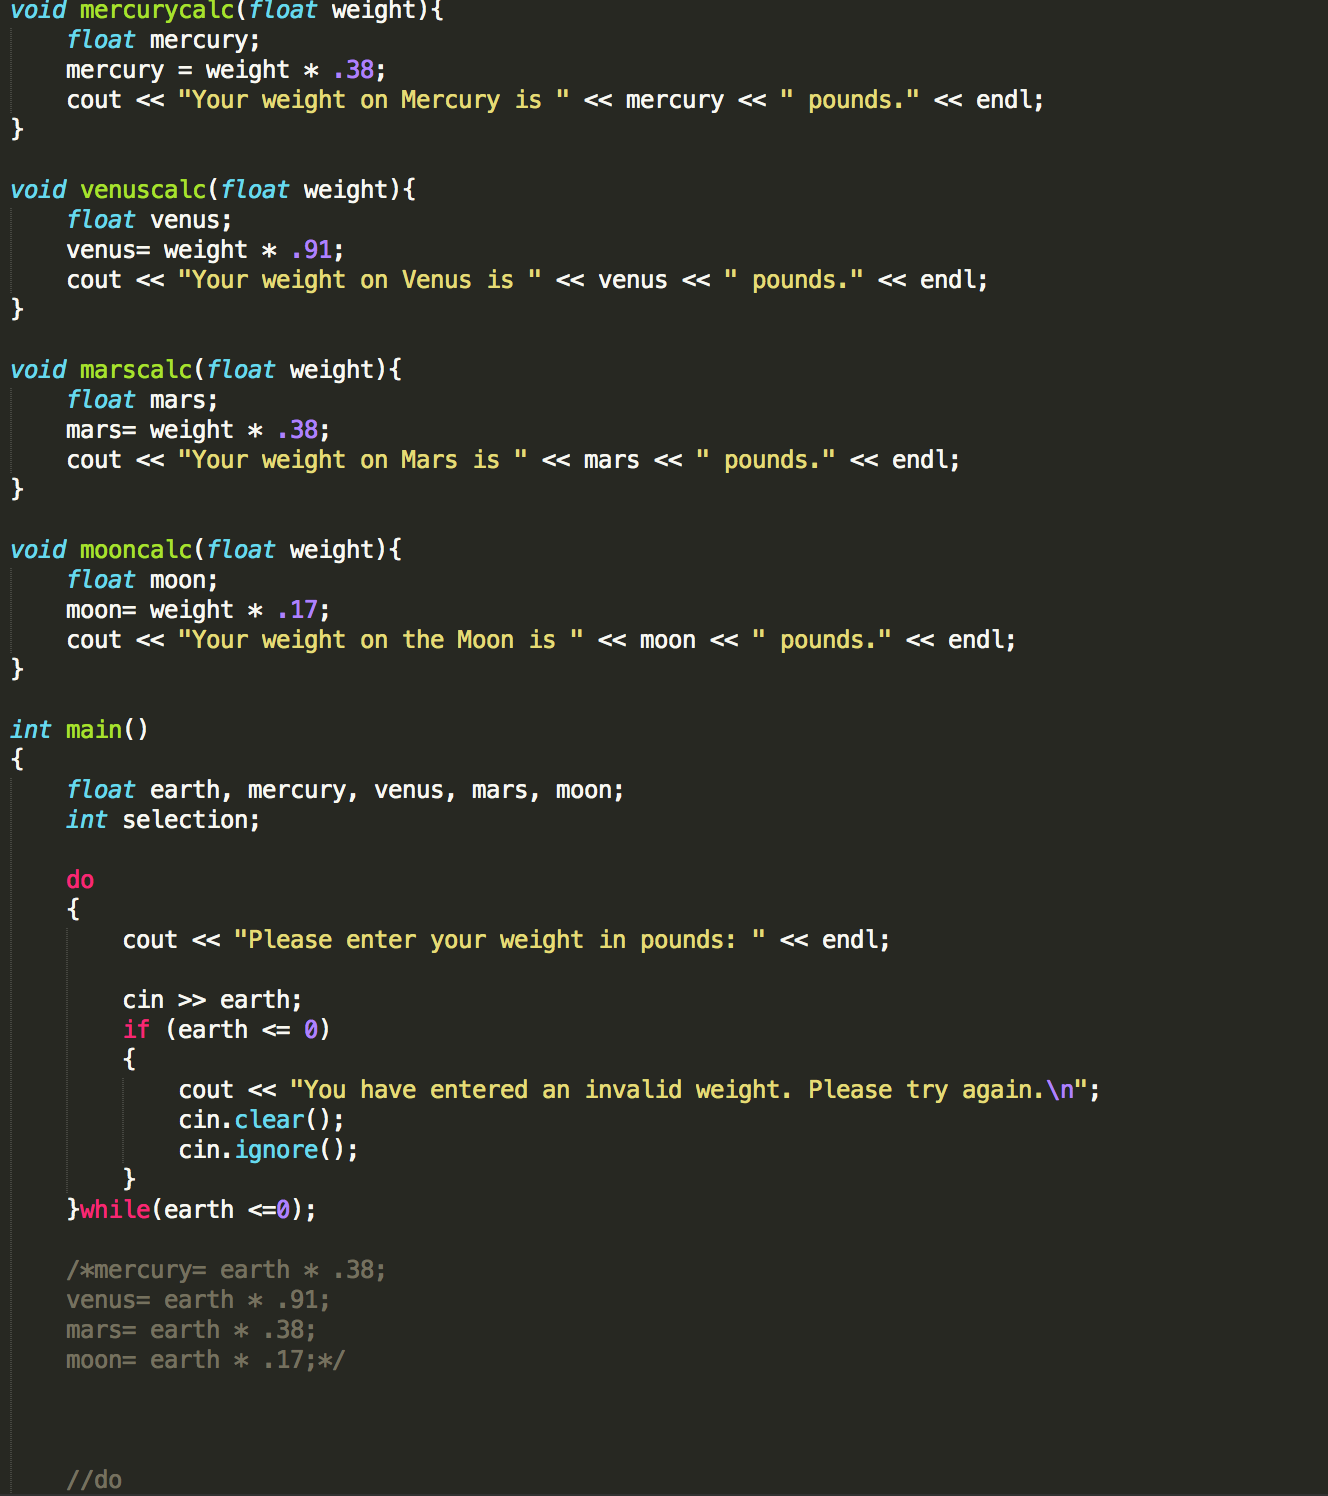 void mercurycalc(float weight){
    float mercury;
    mercury = weight * .38;
    cout << "Your weight on Mercury is " << mercury << " pounds." << endl;
}

void venuscalc(float weight){
    float venus;
    venus= weight * .91;
    cout << "Your weight on Venus is " << venus << " pounds." << endl;
}

void marscalc(float weight){
    float mars;
    mars= weight * .38;
    cout << "Your weight on Mars is " << mars << " pounds." << endl;
}

void mooncalc(float weight){
    float moon;
    moon= weight * .17;
    cout << "Your weight on the Moon is " << moon << " pounds." << endl;
}

int main()
{
    float earth, mercury, venus, mars, moon;
    int selection;

    do
    {
        cout << "Please enter your weight in pounds: " << endl;

        cin >> earth;
        if (earth <= 0)
        {
            cout << "You have entered an invalid weight. Please try again.\n";
            cin.clear();
            cin.ignore();
        }
    }while(earth <=0);

    /*mercury= earth * .38;
    venus= earth * .91;
    mars= earth * .38;
    moon= earth * .17;*/

    //do